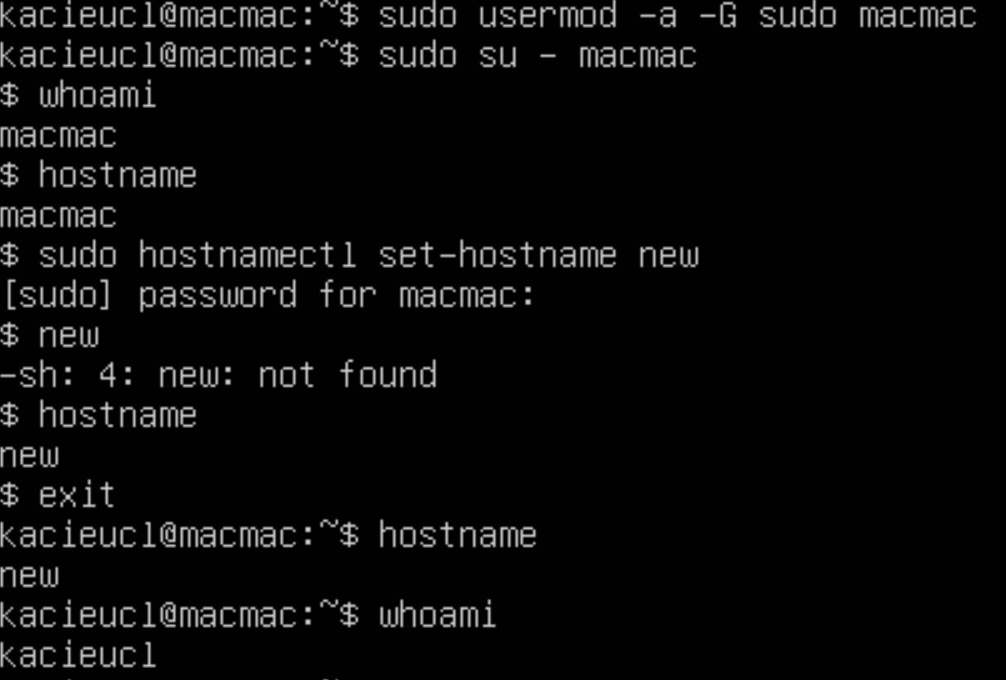 kacieucl@macmac:~$ sudo usermod -a -G sudo macmac
kacieucl@macmac:~$ sudo su - macmac
$ whoami
macmac
$ hostname
macmac
$ sudo hostnamectl set-hostname new
[sudo] password for macmac:
$ new
-sh: 4: new: not found
$ hostname
new
$ exit
kacieucl@macmac:~$ hostname
new
kacieucl@macmac:~$ whoami
kacieucl